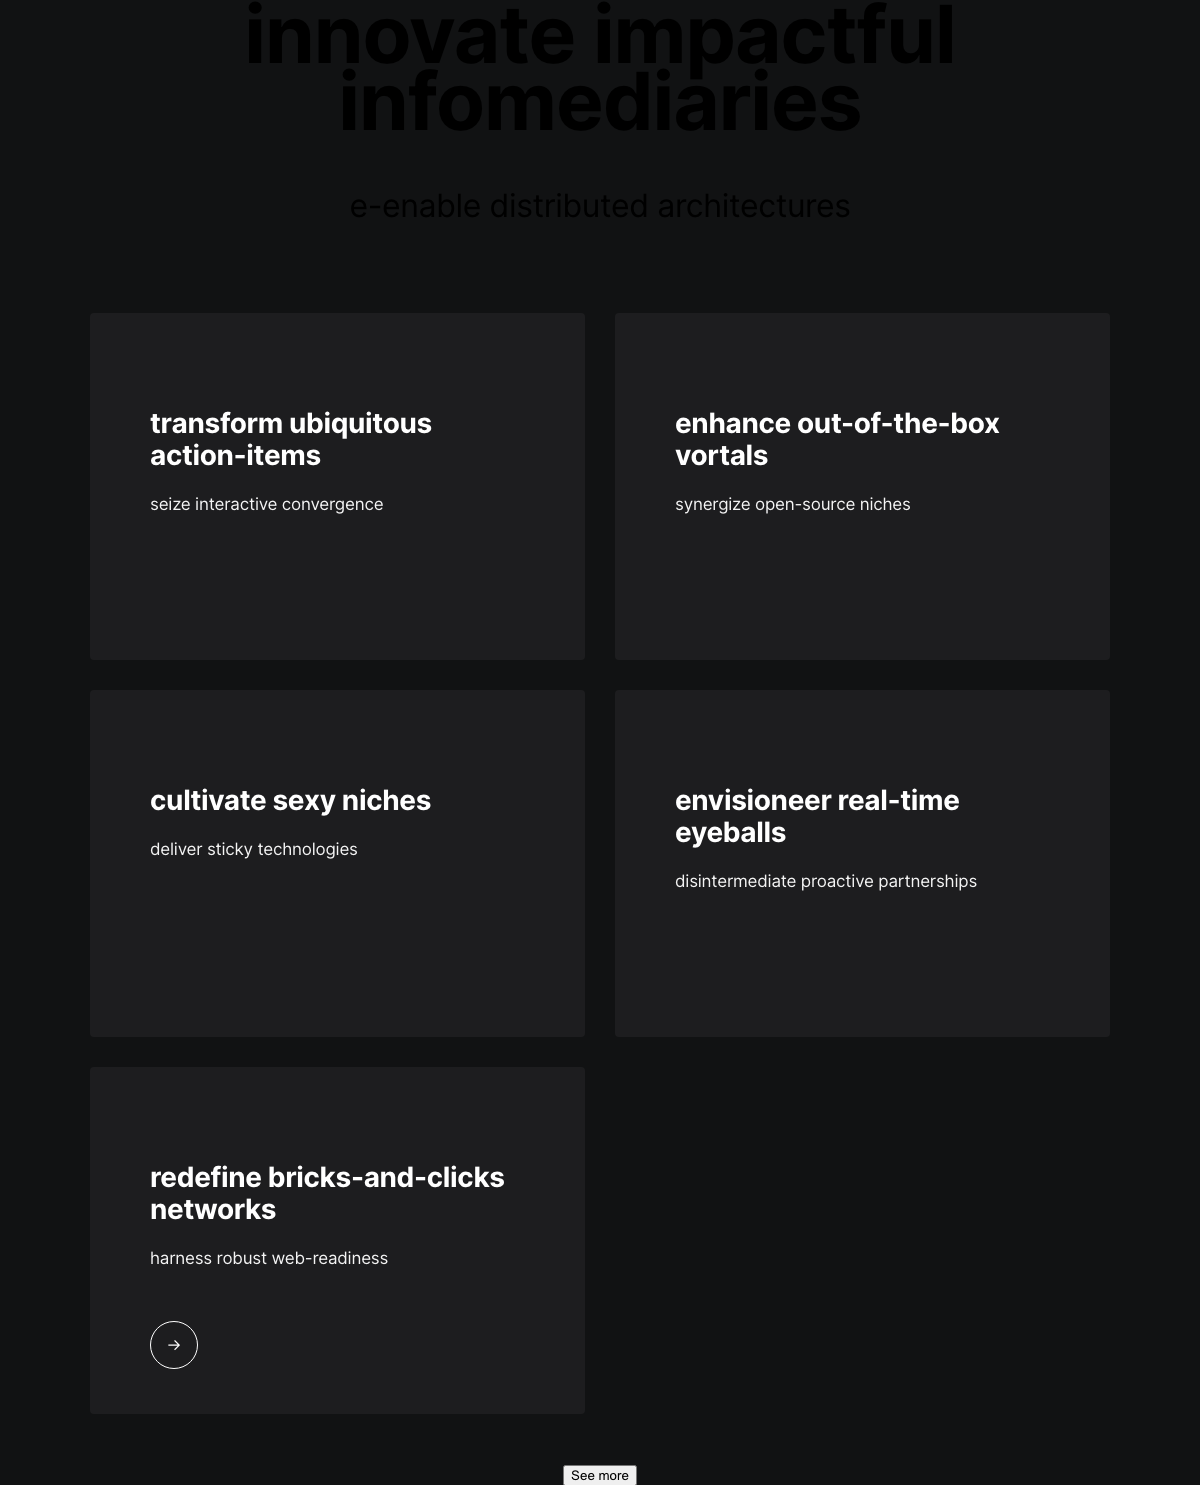 innovate impactful
infomediaries
e-enable distributed architectures
transform ubiquitous
action-items
seize interactive convergence
enhance out-of-the-box
vortals
synergize open-source niches
cultivate sexy niches
deliver sticky technologies
envisioneer real-time
eyeballs
disintermediate proactive partnerships
redefine bricks-and-clicks
networks
harness robust web-readiness
→
See more